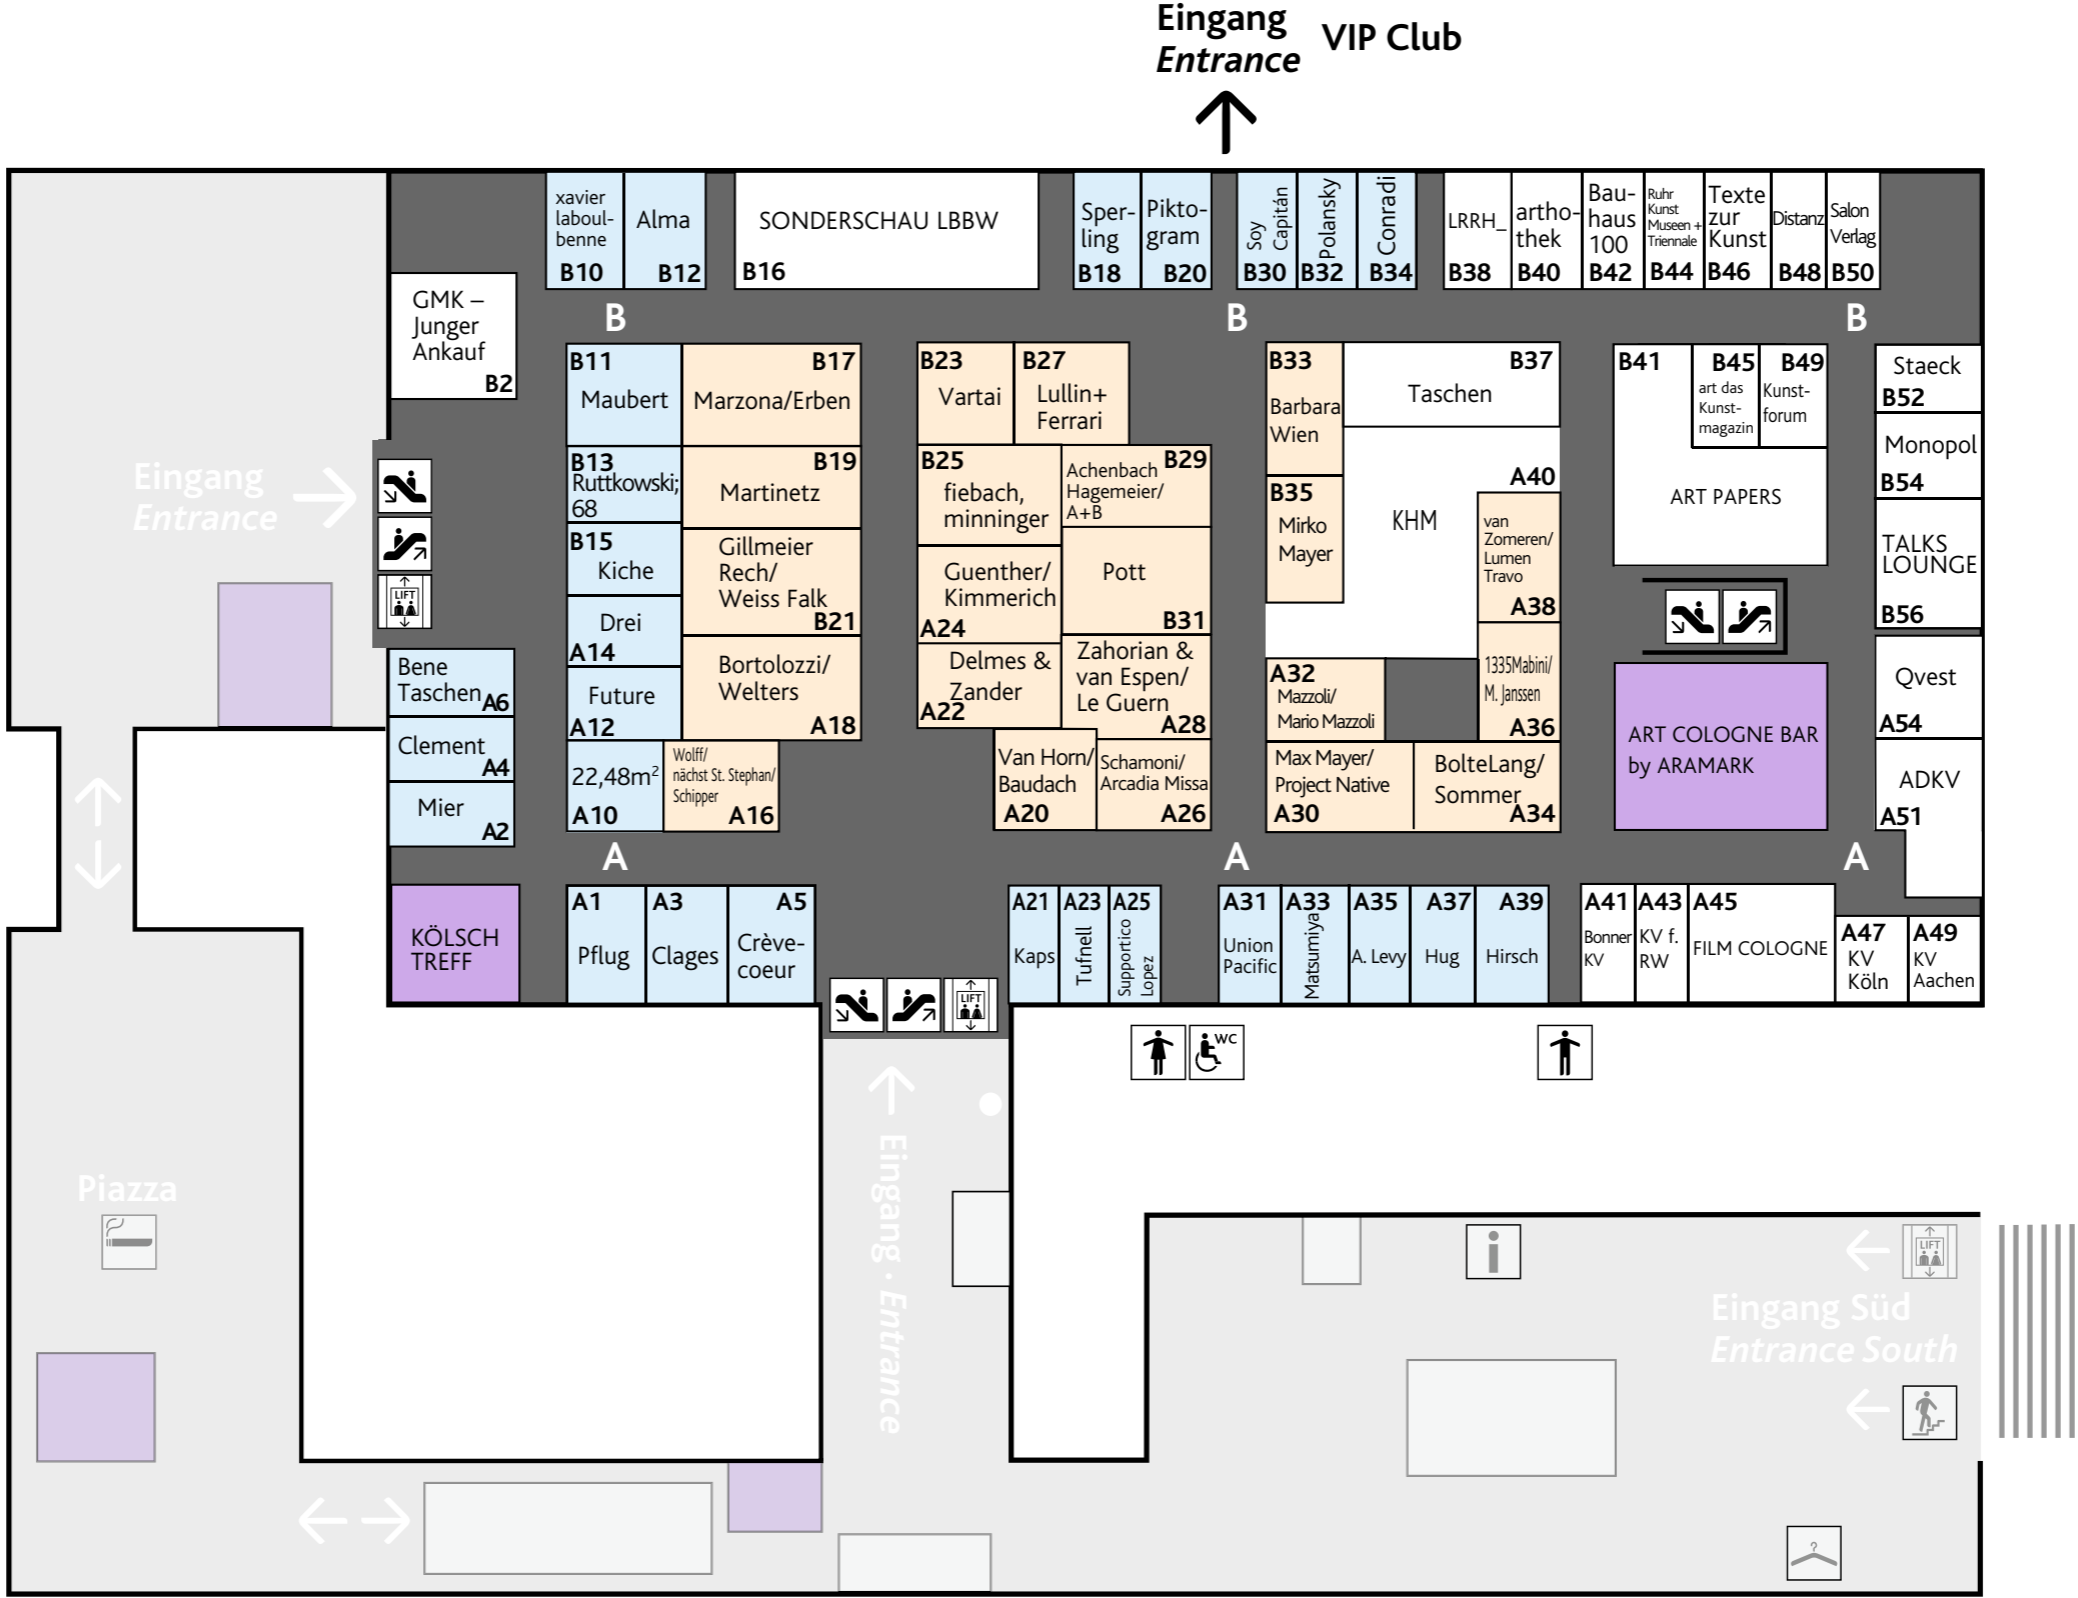 Eingang
Entrance
VIP Club
xavier
laboul-
benne
B10
Alma
B12
SONDERSCHAU LBBW
B16
Sper-
ling
B18
Pikto-
gram
B20
Soy
Capitán
B30
Polansky
B32
Conradi
B34
LRRH_
B38
artho-
thek
B40
Bau-
haus
100
B42
Ruhr
Kunst
Museen +
Triennale
B44
Texte
zur
Kunst
B46
Distanz
B48
Salon
Verlag
B50
GMK –
Junger
Ankauf
B2
B
B
B
B11
Maubert
B17
Marzona/Erben
B13
Ruttkowski;
68
B19
Martinetz
B15
Kiche
Gillmeier
Rech/
Weiss Falk
B21
Drei
A14
Future
A12
Bortolozzi/
Welters
A18
22,48m²
A10
Wolff/
nächst St. Stephan/
Schipper
A16
B23
Vartai
B27
Lullin+
Ferrari
B25
fiebach,
minninger
B29
Achenbach
Hagemeier/
A+B
Guenther/
Kimmerich
A24
Pott
B31
Delmes &
Zander
A22
Zahorian &
van Espen/
Le Guern
A28
Van Horn/
Baudach
A20
Schamoni/
Arcadia Missa
A26
B33
Barbara
Wien
B37
Taschen
B35
Mirko
Mayer
A40
KHM
van
Zomeren/
Lumen
Travo
A38
A32
Mazzoli/
Mario Mazzoli
1335Mabini/
M. Janssen
A36
Max Mayer/
Project Native
A30
BolteLang/
Sommer
A34
B41
ART PAPERS
B45
art das
Kunst-
magazin
B49
Kunst-
forum
Staeck
B52
Monopol
B54
TALKS
LOUNGE
B56
Qvest
A54
ADKV
A51
ART COLOGNE BAR
by ARAMARK
Eingang
Entrance
LIFT
Bene
Taschen
A6
Clement
A4
Mier
A2
A
A
A
KÖLSCH
TREFF
A1
Pflug
A3
Clages
A5
Crève-
coeur
A21
Kaps
A23
Tufnell
A25
Supportico
Lopez
A31
Union
Pacific
A33
Matsumiya
A35
A. Levy
A37
Hug
A39
Hirsch
A41
Bonner
KV
A43
KV f.
RW
A45
FILM COLOGNE
A47
KV
Köln
A49
KV
Aachen
LIFT
WC
Eingang · Entrance
Piazza
i
LIFT
Eingang Süd
Entrance South